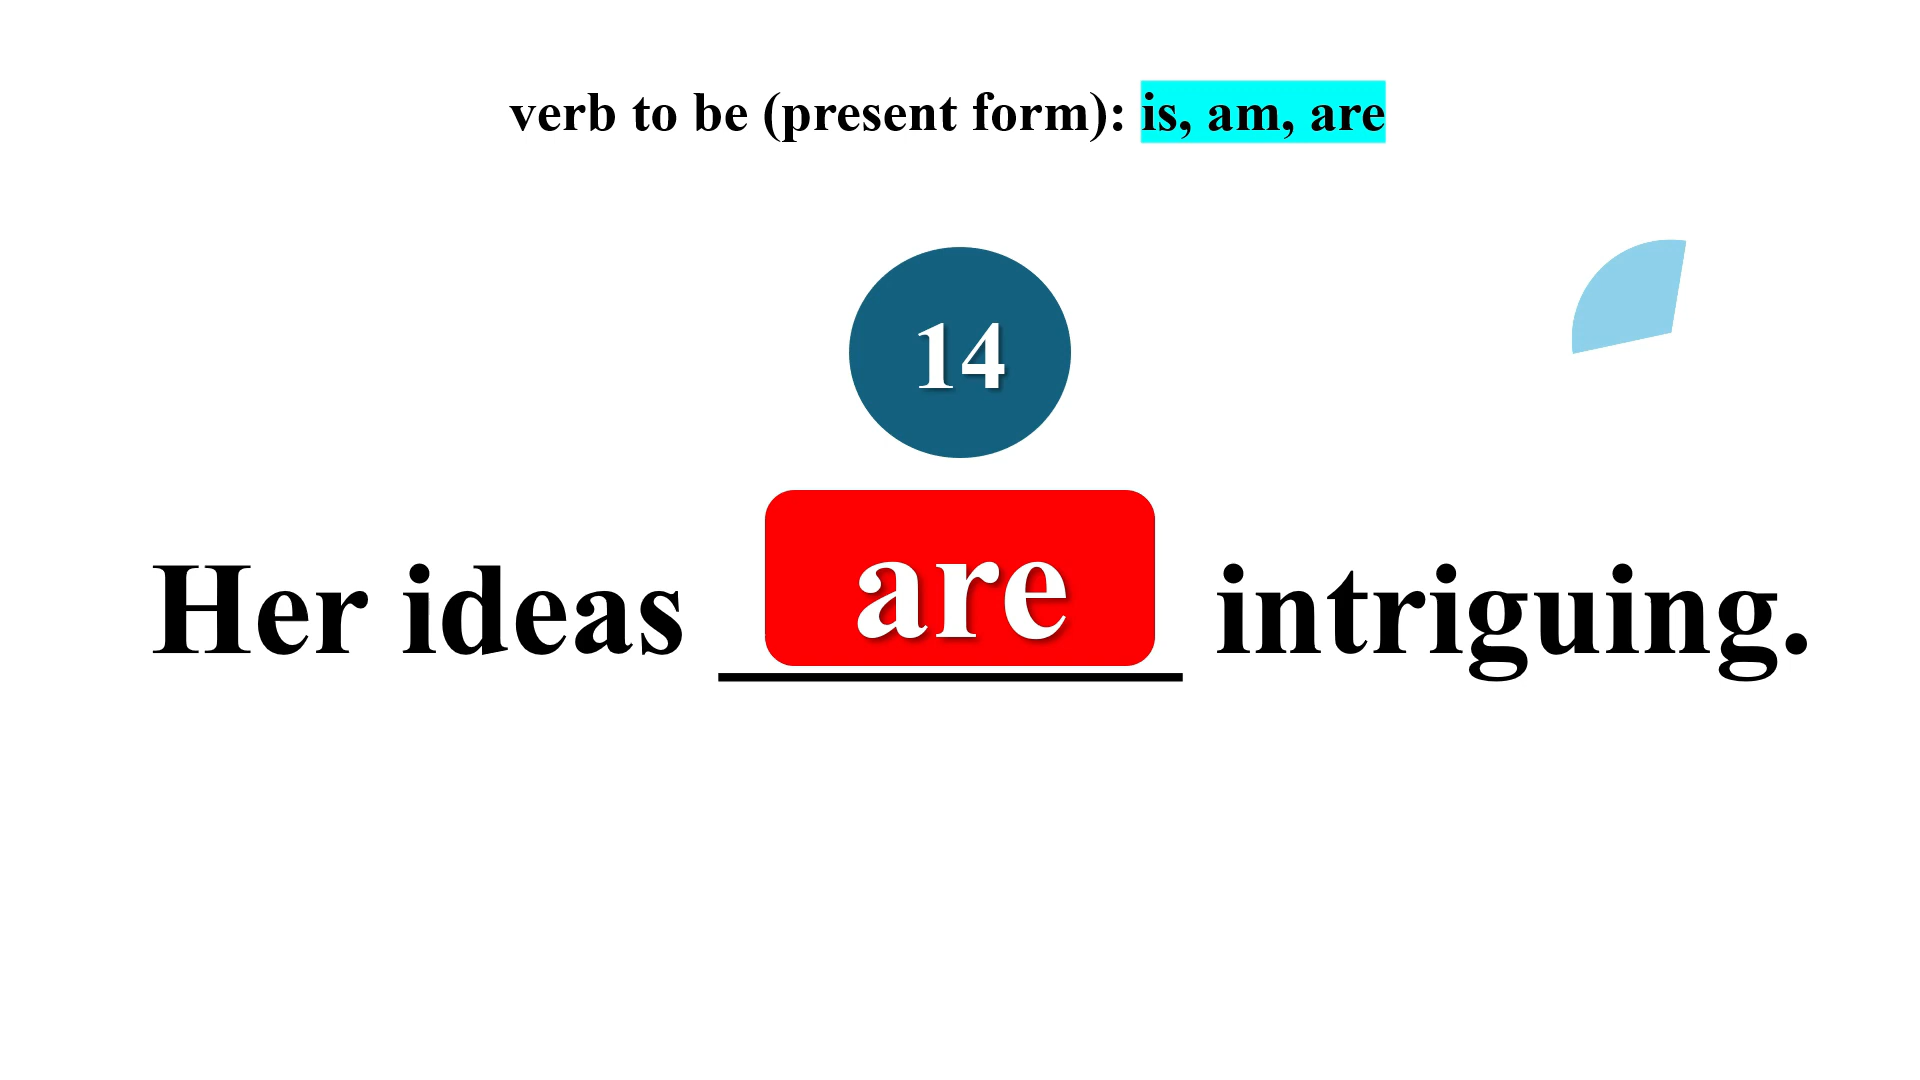 verb to be (present form): is, am, are
14
Her ideas are intriguing.